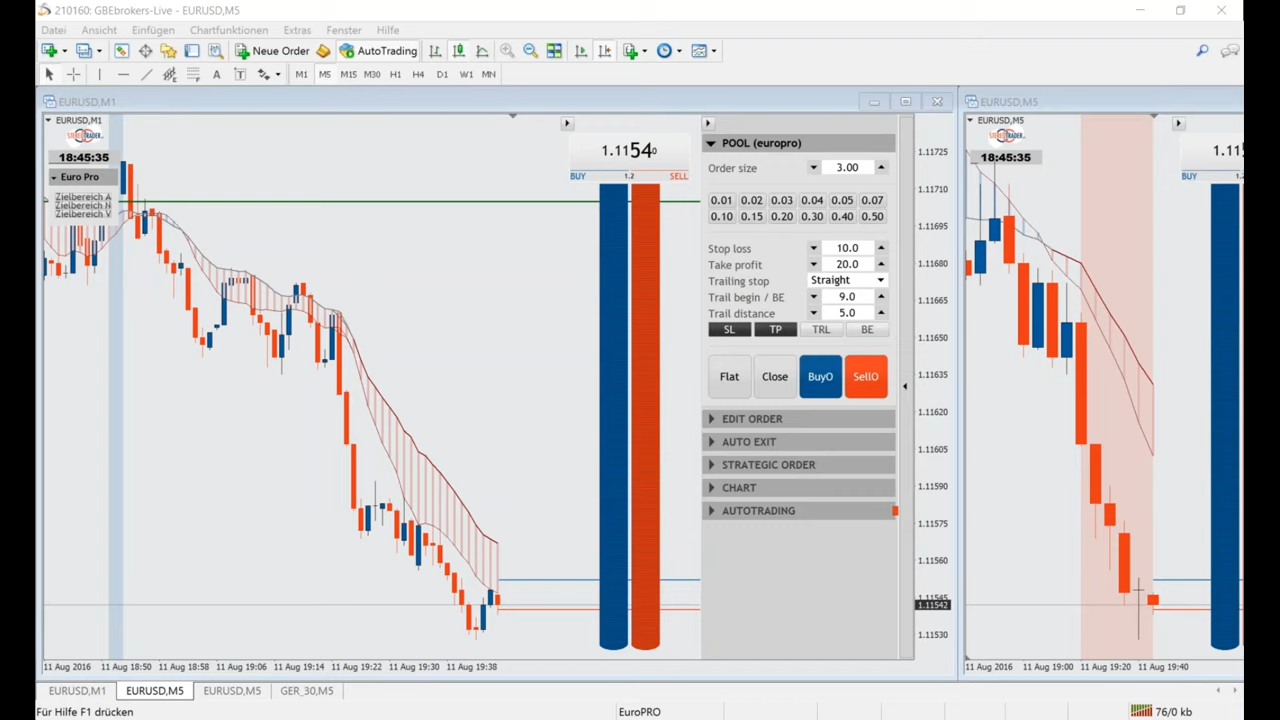 210160: GBEbrokers-Live - EURUSD,M5
Datei Ansicht Einfügen Chartfunktionen Extras Fenster Hilfe
Neue Order AutoTrading
A T M1 M5 M15 M30 H1 H4 D1 W1 MN
EURUSD,M1
EURUSD,M1
STEREOTRADER
18:45:35
Euro Pro
Zielbereich A
Zielbereich N
Zielbereich V
1.11540
BUY 1.2 SELL
POOL (europro)
Order size 3.00
0.01 0.02 0.03 0.04 0.05 0.07
0.10 0.15 0.20 0.30 0.40 0.50
Stop loss 10.0
Take profit 20.0
Trailing stop Straight
Trail begin / BE 9.0
Trail distance 5.0
SL TP TRL BE
Flat Close BuyO SellO
EDIT ORDER
AUTO EXIT
STRATEGIC ORDER
CHART
AUTOTRADING
1.11725
1.11710
1.11695
1.11680
1.11665
1.11650
1.11635
1.11620
1.11605
1.11590
1.11575
1.11560
1.11545
1.11542
1.11530
11 Aug 2016 11 Aug 18:50 11 Aug 18:58 11 Aug 19:06 11 Aug 19:14 11 Aug 19:22 11 Aug 19:30 11 Aug 19:38
EURUSD,M5
EURUSD,M5
STEREOTRADER
18:45:35
1.11
BUY 1.2
11 Aug 2016 11 Aug 19:00 11 Aug 19:20 11 Aug 19:40
EURUSD,M1 EURUSD,M5 EURUSD,M5 GER_30,M5
Für Hilfe F1 drücken EuroPRO 76/0 kb